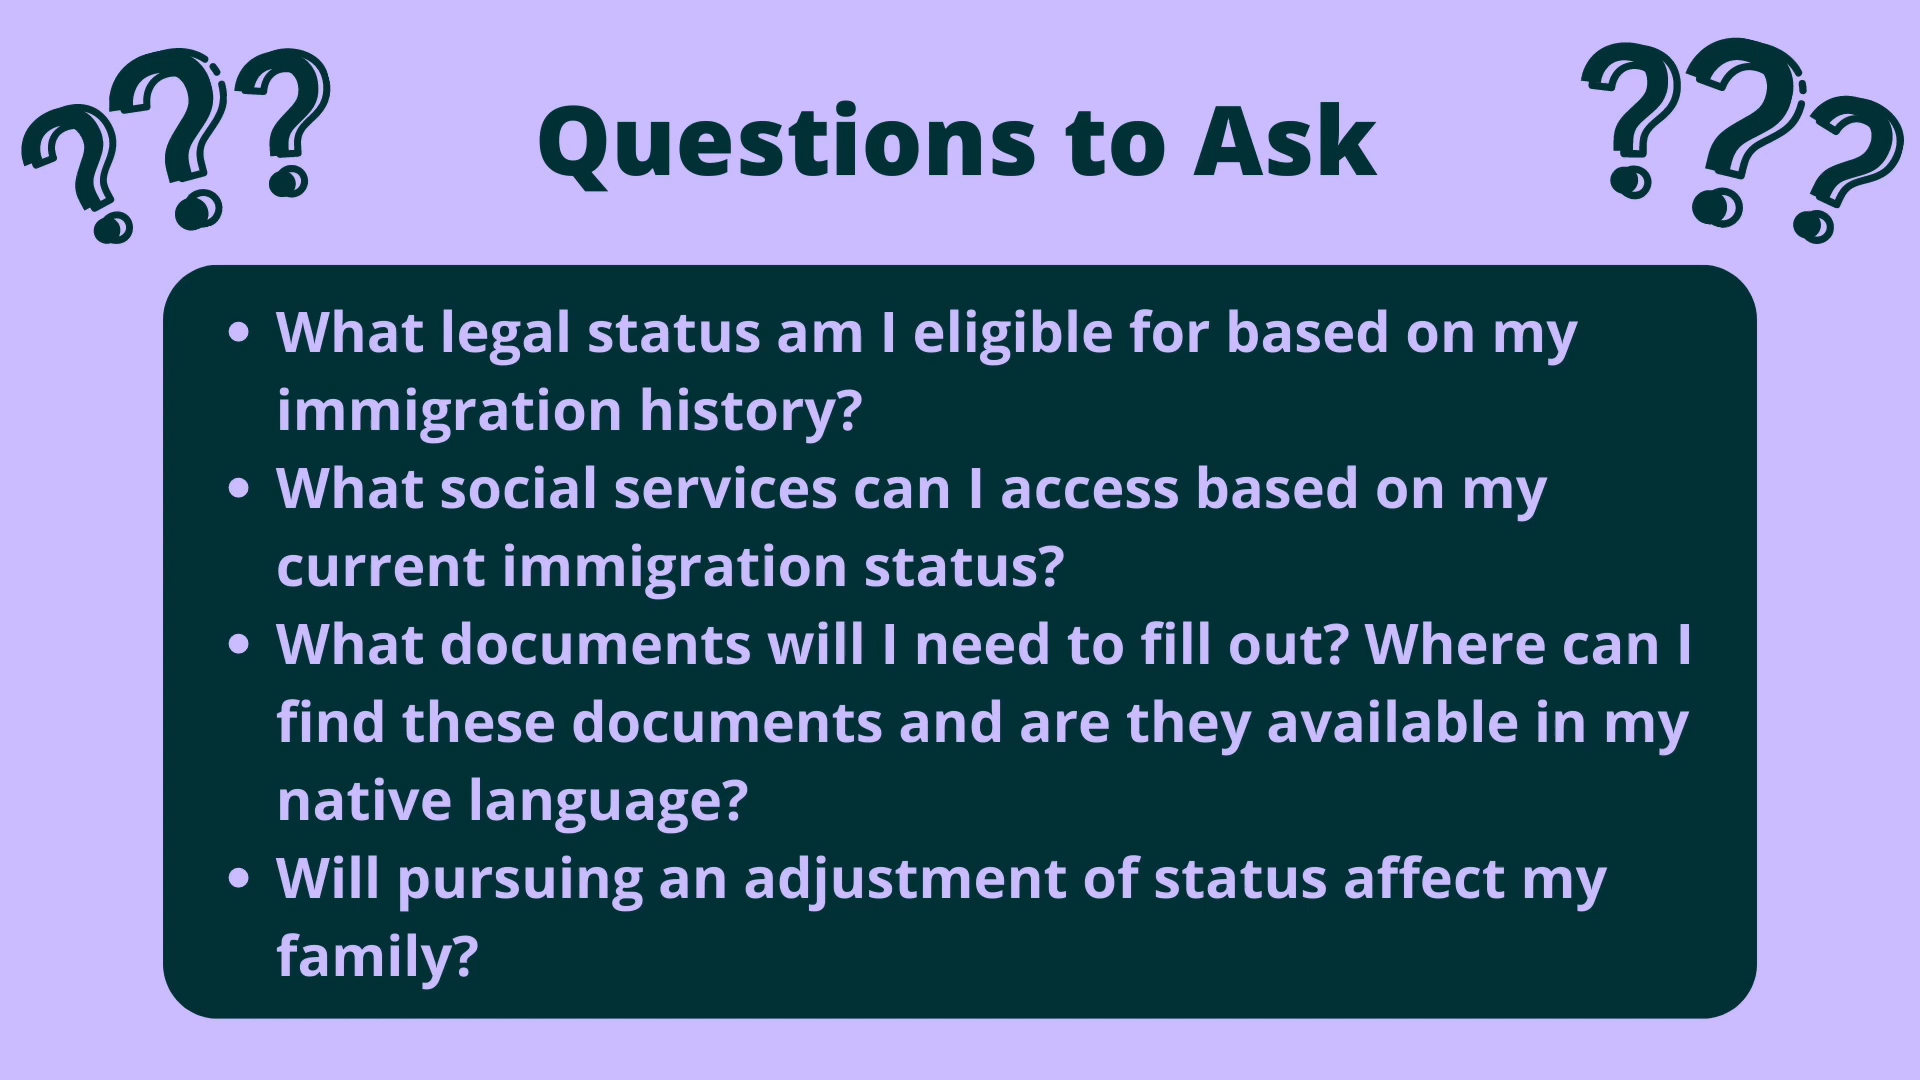 Questions to Ask
• What legal status am I eligible for based on my
immigration history?
• What social services can I access based on my
current immigration status?
• What documents will I need to fill out? Where can I
find these documents and are they available in my
native language?
• Will pursuing an adjustment of status affect my
family?